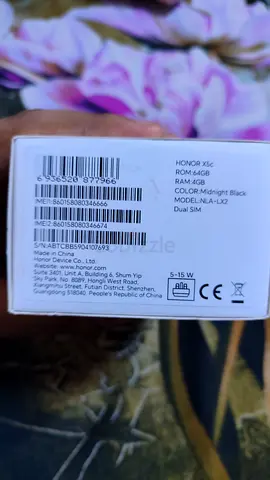 HONOR X5c
ROM:64GB
RAM:4GB
COLOR:Midnight Black
MODEL:NLA-LX2
Dual SIM
6 936520 877966
IMEI1:860158080346666
IMEI2:860158080346674
S/N:ABTCBB5904107693
Made in China
Honor Device Co., Ltd.
Website: www.honor.com
Suite 3401, Unit A, Building 6, Shum Yip
Sky Park, No. 8089, Hongli West Road,
Xiangmihu Street, Futian District, Shenzhen,
Guangdong 518040, People's Republic of China
5-15 W
CE